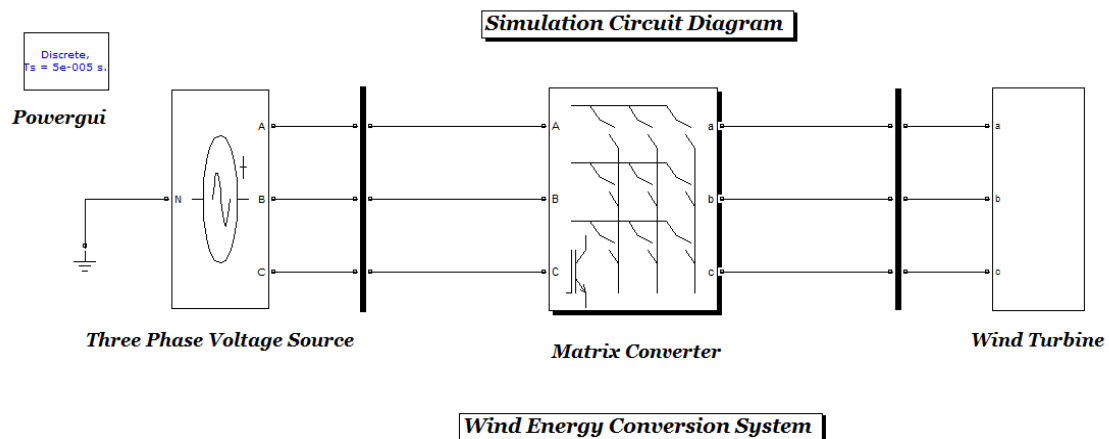 Simulation Circuit Diagram
Discrete,
Ts = 5e-005 s.
Powergui
A
B
C
N
A
B
C
a
b
c
a
b
c
Three Phase Voltage Source
Matrix Converter
Wind Turbine
Wind Energy Conversion System